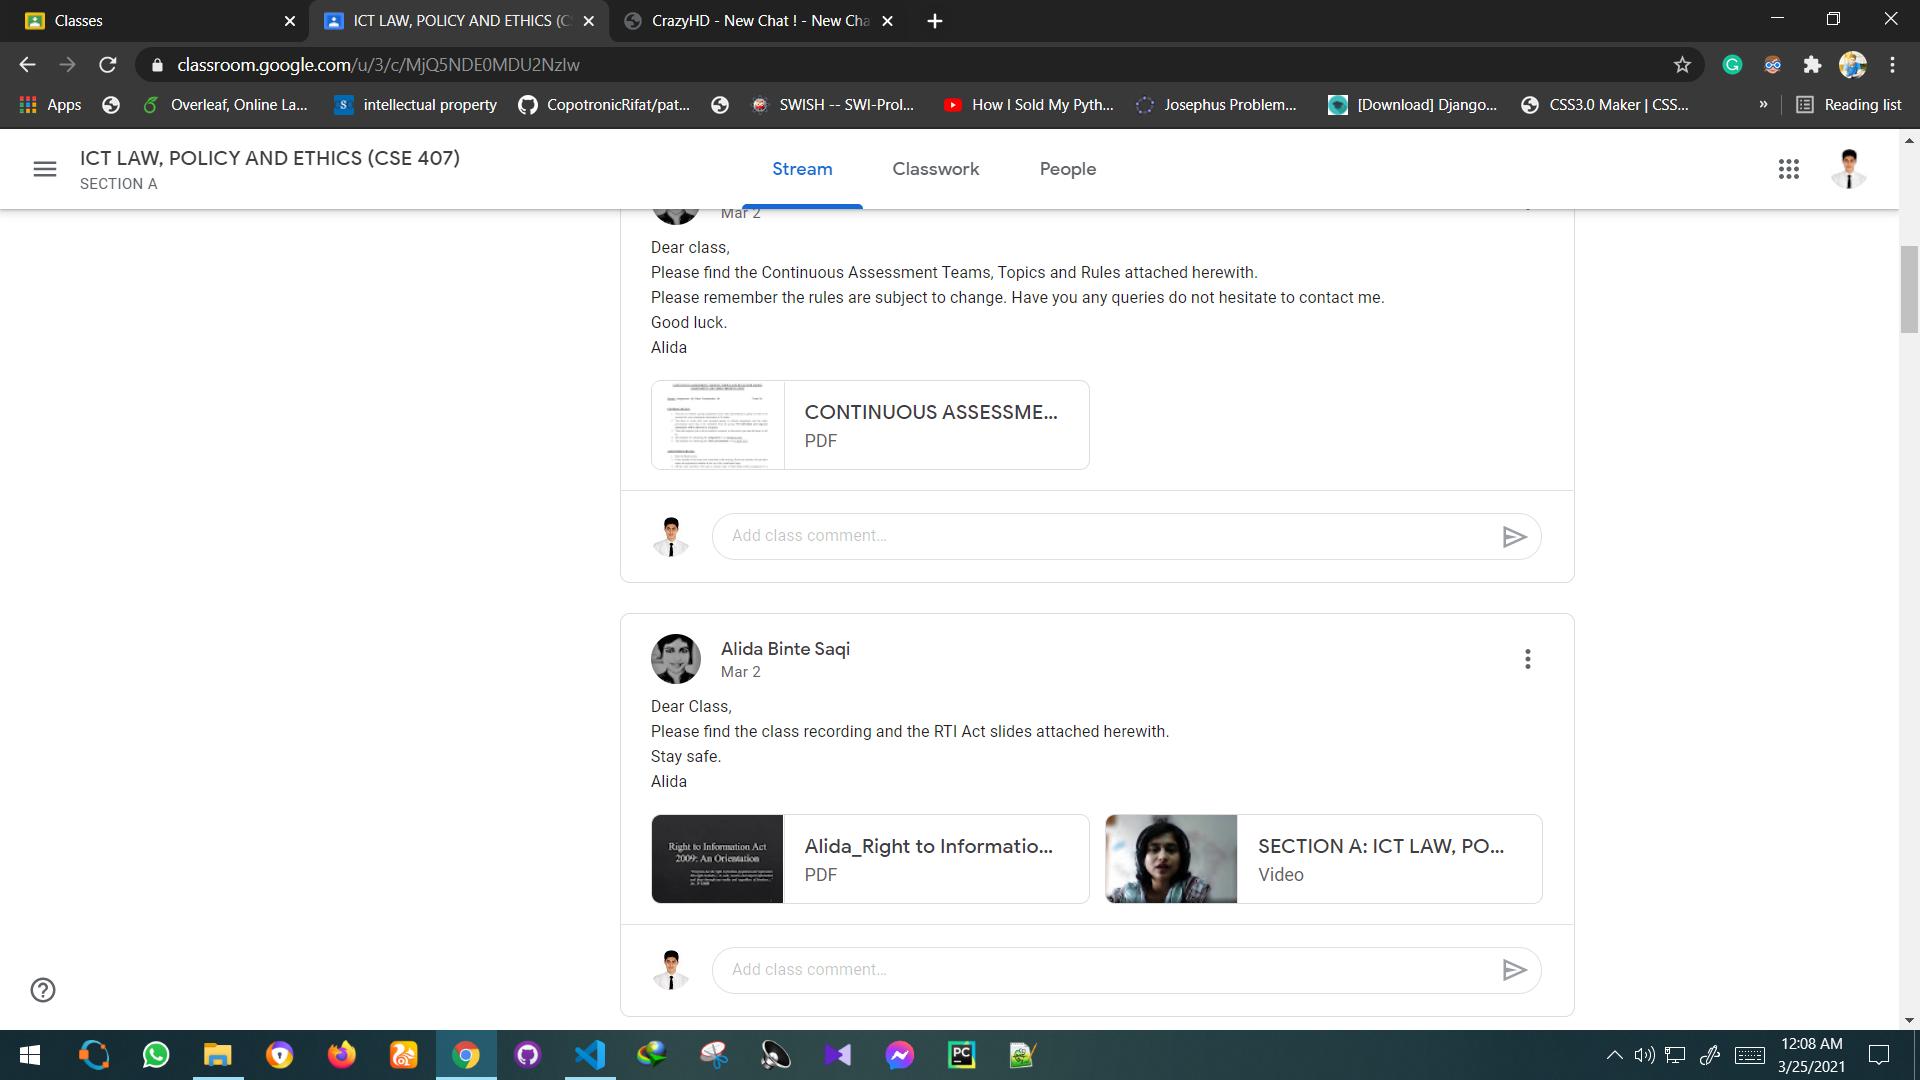 Classes
ICT LAW, POLICY AND ETHICS (C
CrazyHD - New Chat ! - New Cha
classroom.google.com/u/3/c/MjQ5NDE0MDU2NzIw
Apps
Overleaf, Online La...
intellectual property
CopotronicRifat/pat...
SWISH -- SWI-Prol...
How I Sold My Pyth...
Josephus Problem...
[Download] Django...
CSS3.0 Maker | CSS...
»
Reading list
ICT LAW, POLICY AND ETHICS (CSE 407)
SECTION A
Stream
Classwork
People
Mar 2
Dear class,
Please find the Continuous Assessment Teams, Topics and Rules attached herewith.
Please remember the rules are subject to change. Have you any queries do not hesitate to contact me.
Good luck.
Alida
CONTINUOUS ASSESSME...
PDF
Add class comment...
Alida Binte Saqi
Mar 2
Dear Class,
Please find the class recording and the RTI Act slides attached herewith.
Stay safe.
Alida
Right to Information Act
2009: An Orientation
Alida_Right to Informatio...
PDF
SECTION A: ICT LAW, PO...
Video
Add class comment...
12:08 AM
3/25/2021